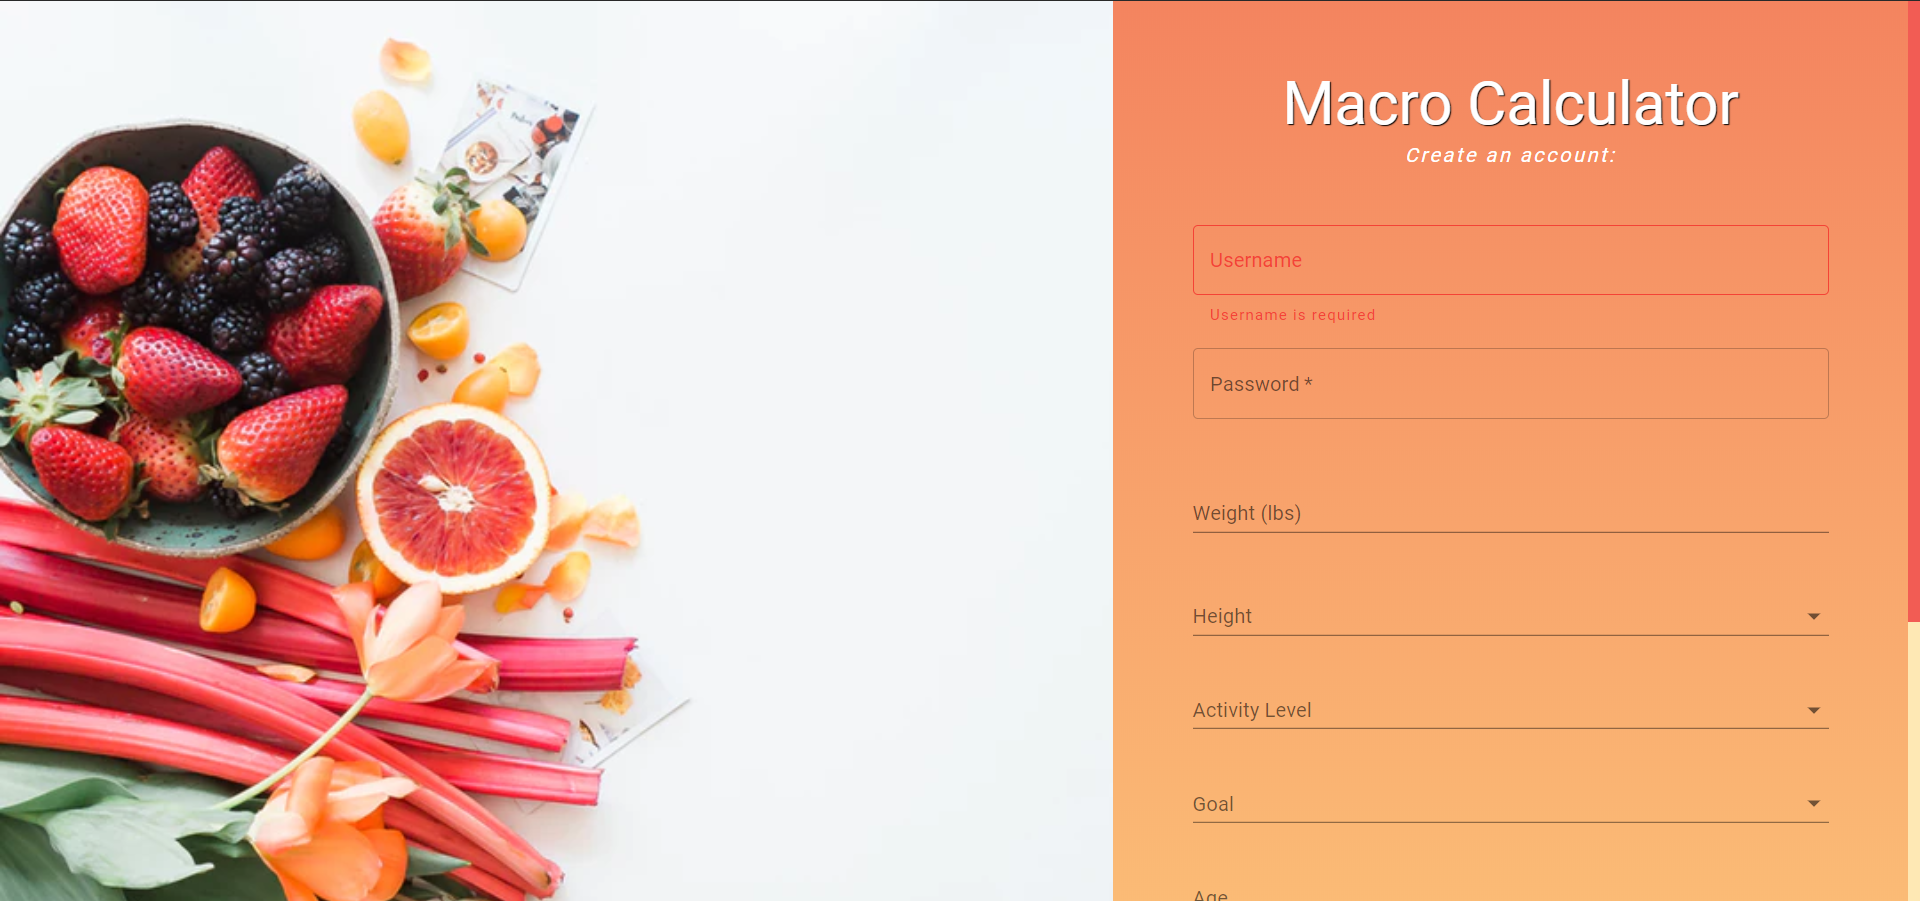 Macro Calculator
Create an account:
Username
Username is required
Password *
Weight (lbs)
Height
Activity Level
Goal
Age